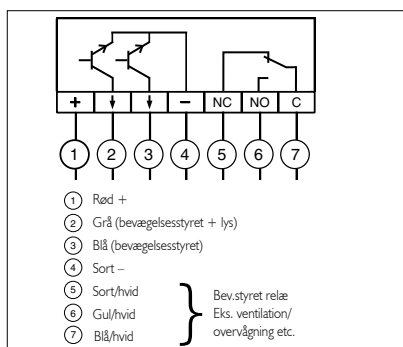 + ↓ ↓ − NC NO C
1 2 3 4 5 6 7
1 Rød +
2 Grå (bevægelsesstyret + lys)
3 Blå (bevægelsesstyret)
4 Sort –
5 Sort/hvid
6 Gul/hvid
7 Blå/hvid
Bev.styret relæ
Eks. ventilation/
overvågning etc.